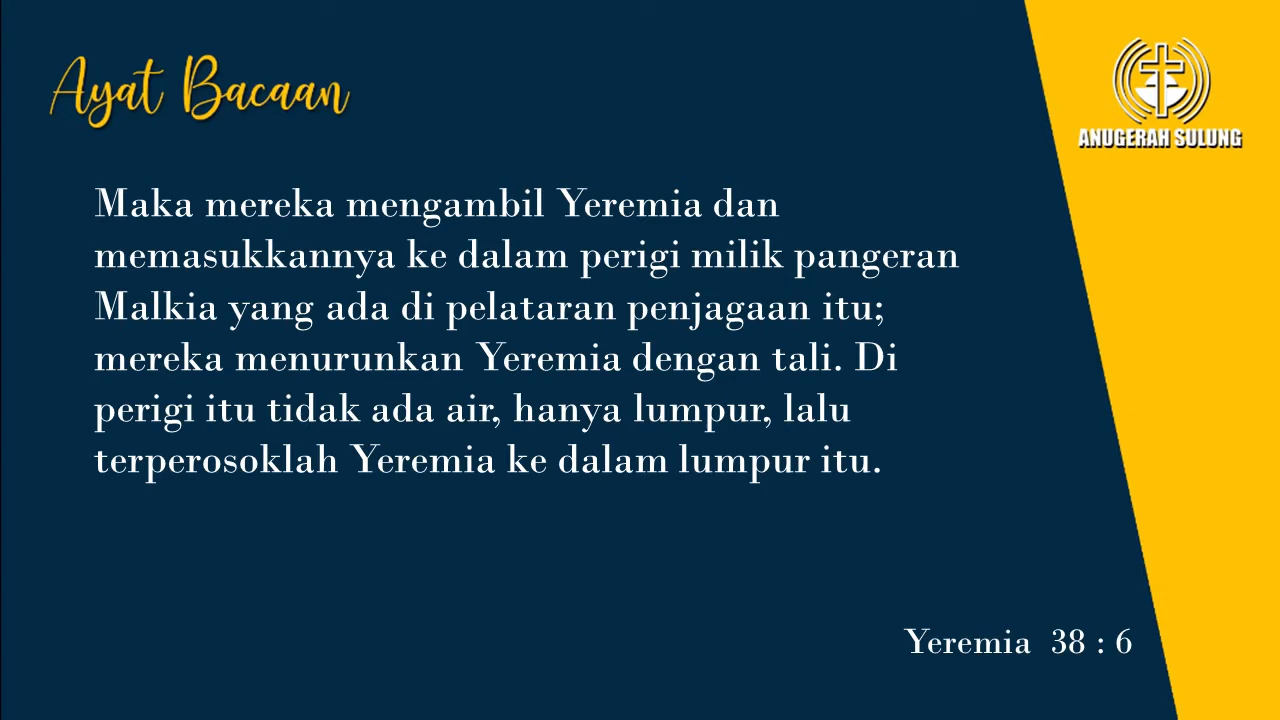 Ayat Bacaan
ANUGERAH SULUNG
Maka mereka mengambil Yeremia dan
memasukkannya ke dalam perigi milik pangeran
Malkia yang ada di pelataran penjagaan itu;
mereka menurunkan Yeremia dengan tali. Di
perigi itu tidak ada air, hanya lumpur, lalu
terperosoklah Yeremia ke dalam lumpur itu.
Yeremia 38 : 6